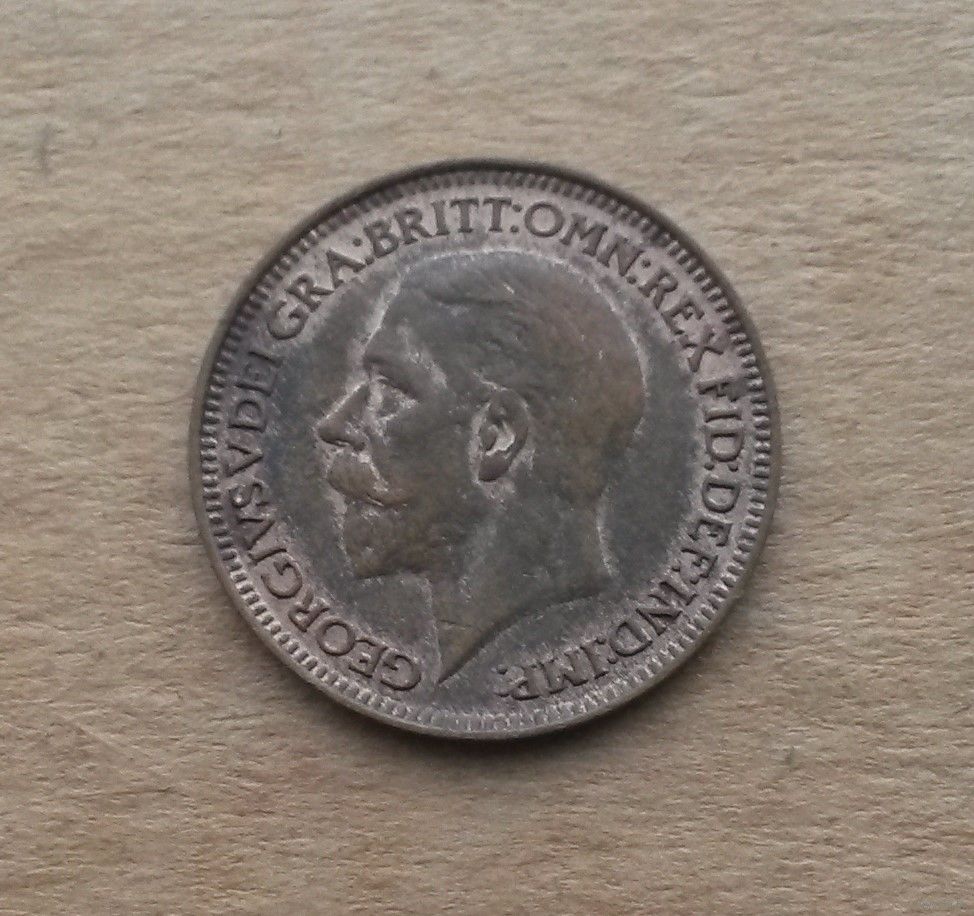 GEORGIVS V DEI GRA:BRITT:OMN:REX FID:DEF:IND:IMP: